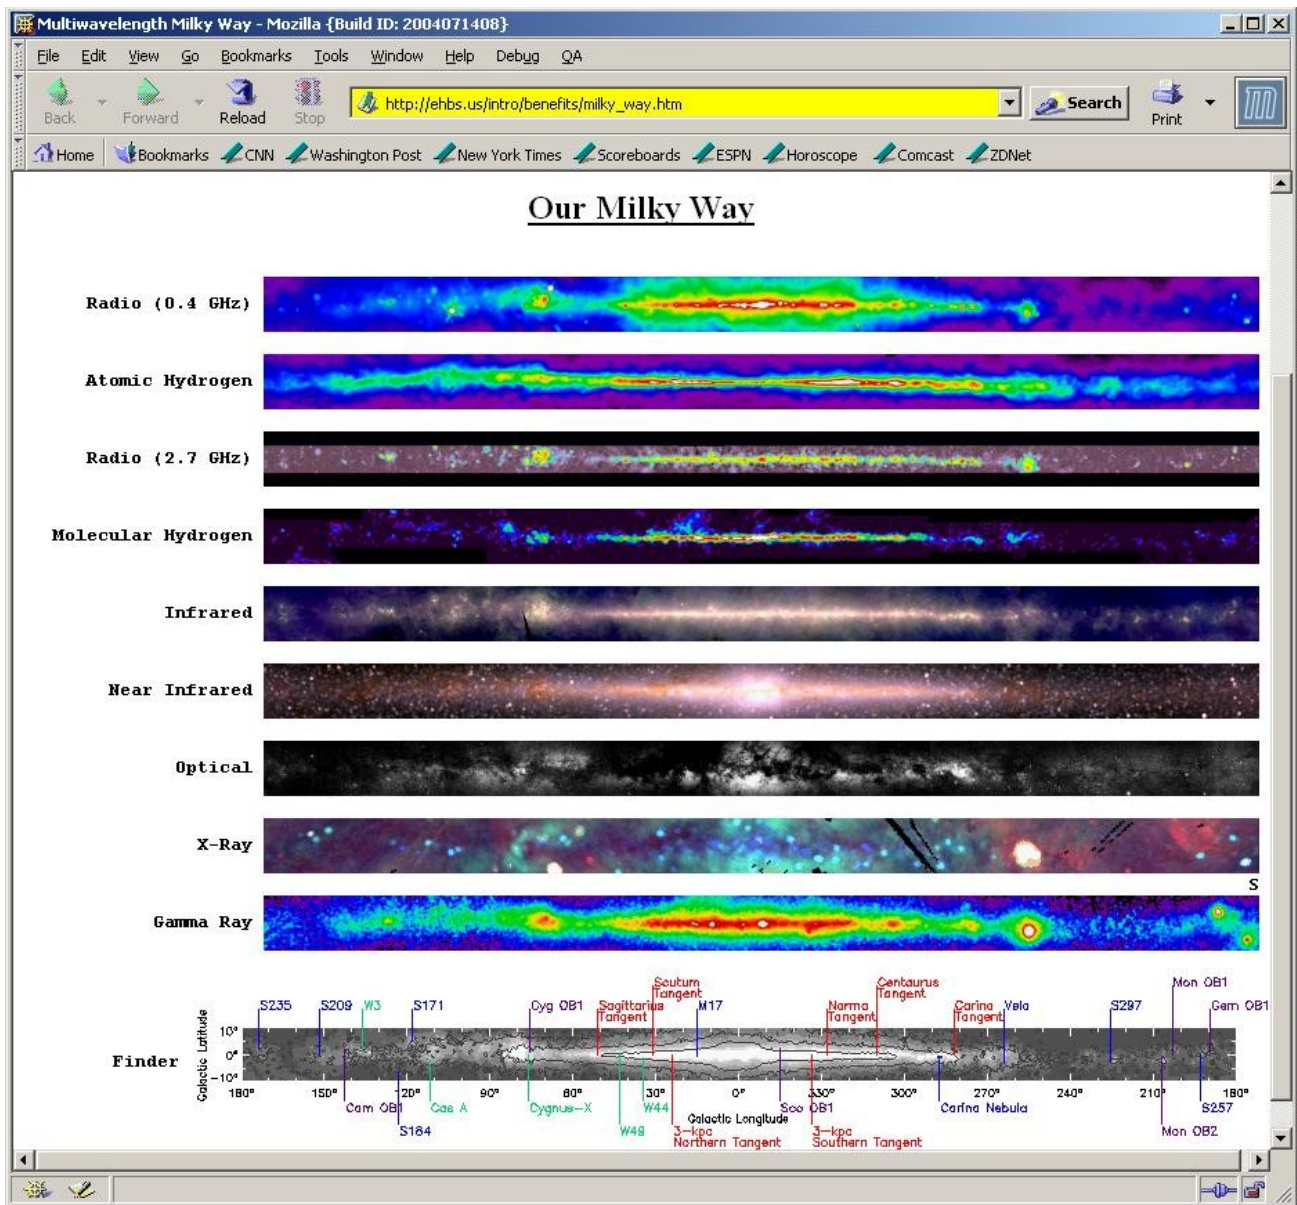 Multiwavelength Milky Way - Mozilla {Build ID: 2004071408}
File Edit View Go Bookmarks Tools Window Help Debug QA
Back Forward Reload Stop http://ehbs.us/intro/benefits/milky_way.htm Search Print
Home Bookmarks CNN Washington Post New York Times Scoreboards ESPN Horoscope Comcast ZDNet
Our Milky Way
Radio (0.4 GHz)
Atomic Hydrogen
Radio (2.7 GHz)
Molecular Hydrogen
Infrared
Near Infrared
Optical
X-Ray
S
Gamma Ray
Scutum Tangent Centaurus Tangent Mon OB1
S235 S209 W3 S171 Cyg OB1 Sagittarius Tangent M17 Norma Tangent Carina Tangent Vela S297 Gem OB1
Finder
Galactic Latitude
10°
0°
-10°
180° 150° 120° 90° 60° 30° 0° 330° 300° 270° 240° 210° 180°
Cam OB1 Cas A Cygnus-X W44 Sco OB1 Carina Nebula S257
Galactic Longitude
S184 W49 3-kpc Northern Tangent 3-kpc Southern Tangent Mon OB2